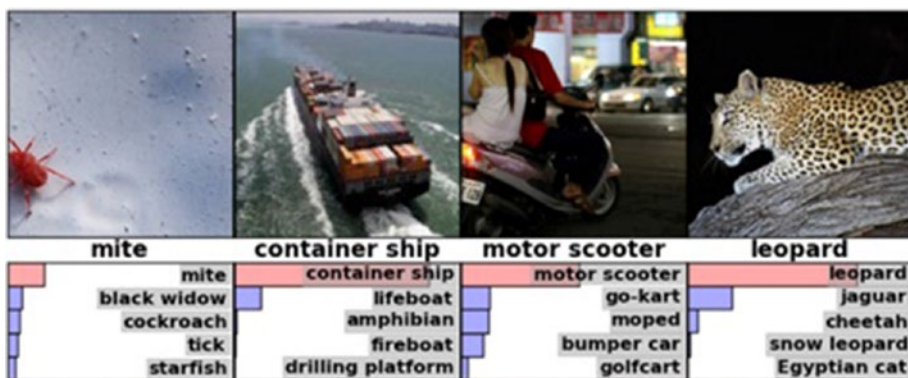 mite
container ship
motor scooter
leopard
mite
black widow
cockroach
tick
starfish
container ship
lifeboat
amphibian
fireboat
drilling platform
motor scooter
go-kart
moped
bumper car
golfcart
leopard
jaguar
cheetah
snow leopard
Egyptian cat